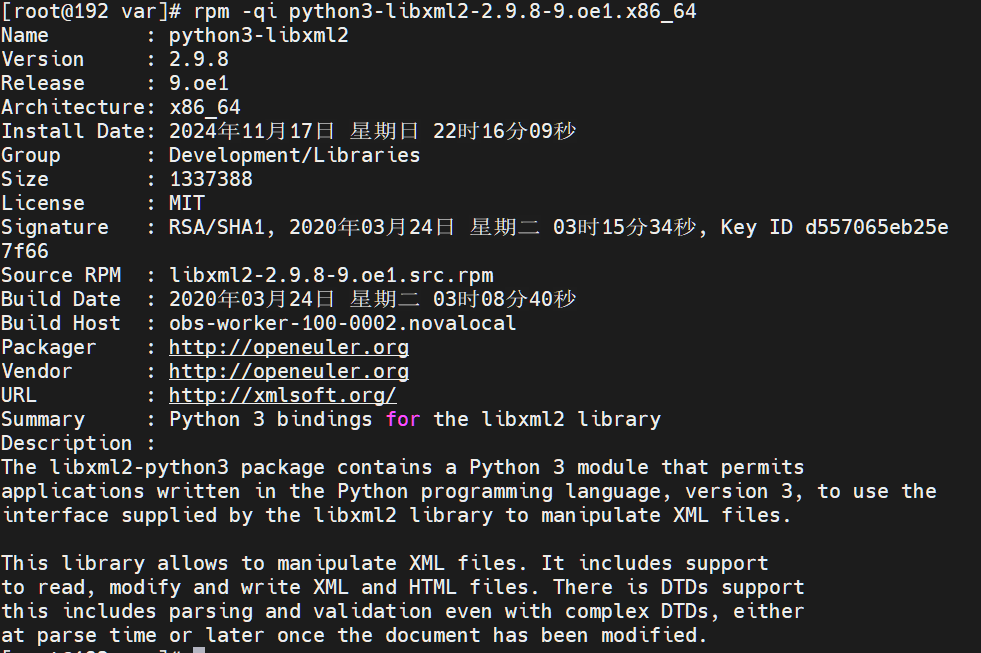 [root@192 var]# rpm -qi python3-libxml2-2.9.8-9.oe1.x86_64
Name        : python3-libxml2
Version     : 2.9.8
Release     : 9.oe1
Architecture: x86_64
Install Date: 2024年11月17日 星期日 22时16分09秒
Group       : Development/Libraries
Size        : 1337388
License     : MIT
Signature   : RSA/SHA1, 2020年03月24日 星期二 03时15分34秒, Key ID d557065eb25e
7f66
Source RPM  : libxml2-2.9.8-9.oe1.src.rpm
Build Date  : 2020年03月24日 星期二 03时08分40秒
Build Host  : obs-worker-100-0002.novalocal
Packager    : http://openeuler.org
Vendor      : http://openeuler.org
URL         : http://xmlsoft.org/
Summary     : Python 3 bindings for the libxml2 library
Description :
The libxml2-python3 package contains a Python 3 module that permits
applications written in the Python programming language, version 3, to use the
interface supplied by the libxml2 library to manipulate XML files.

This library allows to manipulate XML files. It includes support
to read, modify and write XML and HTML files. There is DTDs support
this includes parsing and validation even with complex DTDs, either
at parse time or later once the document has been modified.